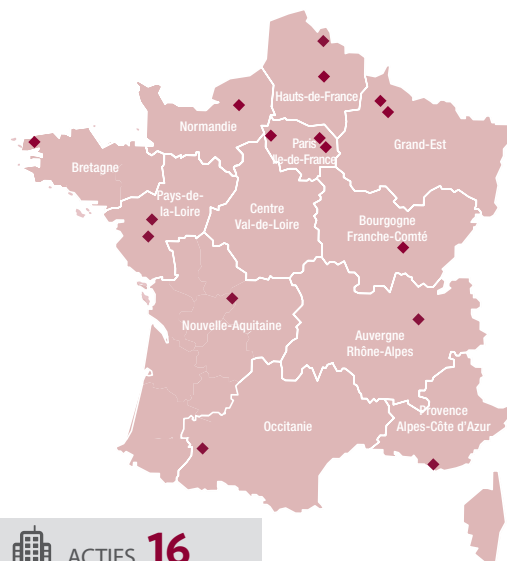 Hauts-de-France
Normandie
Paris
Ile-de-France
Grand-Est
Bretagne
Pays-de-
la-Loire
Centre
Val-de-Loire
Bourgogne
Franche-Comté
Nouvelle-Aquitaine
Auvergne
Rhône-Alpes
Occitanie
Provence
Alpes-Côte d'Azur
ACTIFS 16